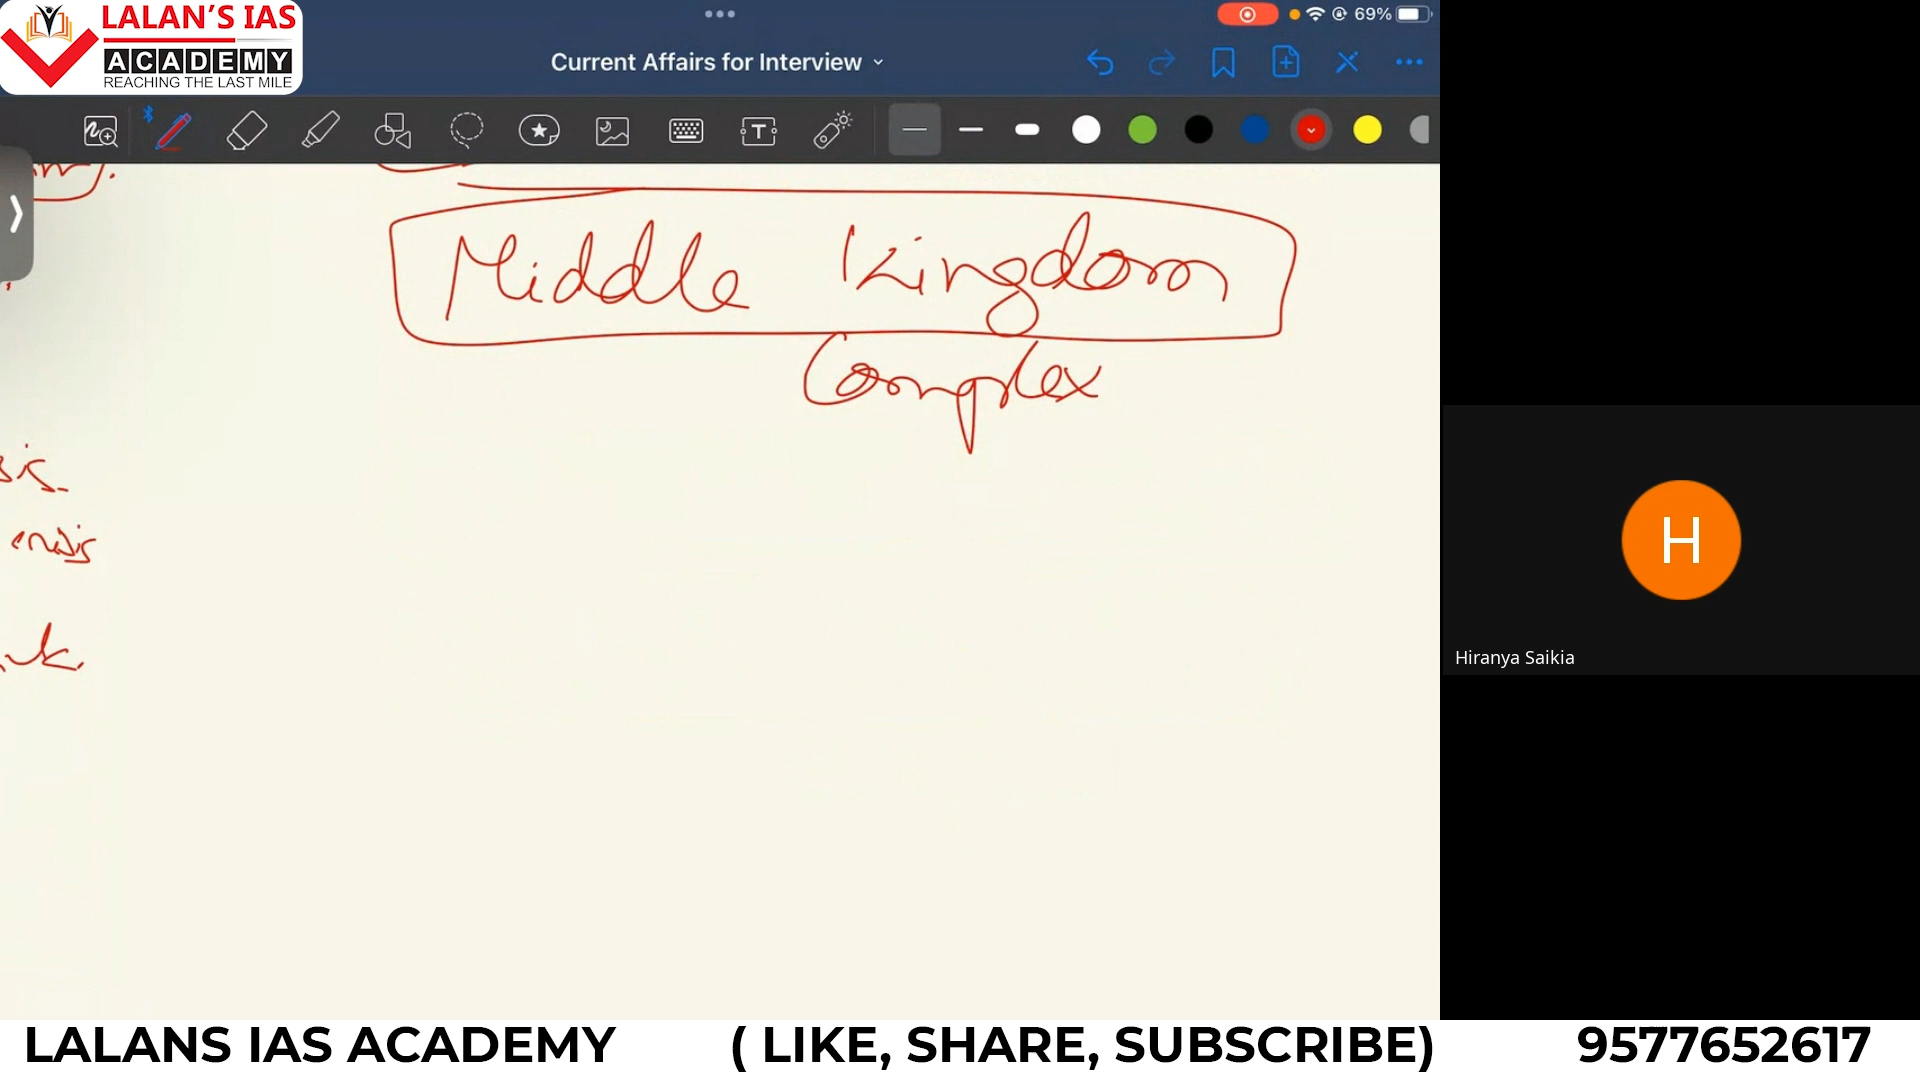 LALAN'S IAS
ACADEMY
REACHING THE LAST MILE
69%
Current Affairs for Interview
T
Middle Kingdom
Complex
H
Hiranya Saikia
LALANS IAS ACADEMY ( LIKE, SHARE, SUBSCRIBE) 9577652617